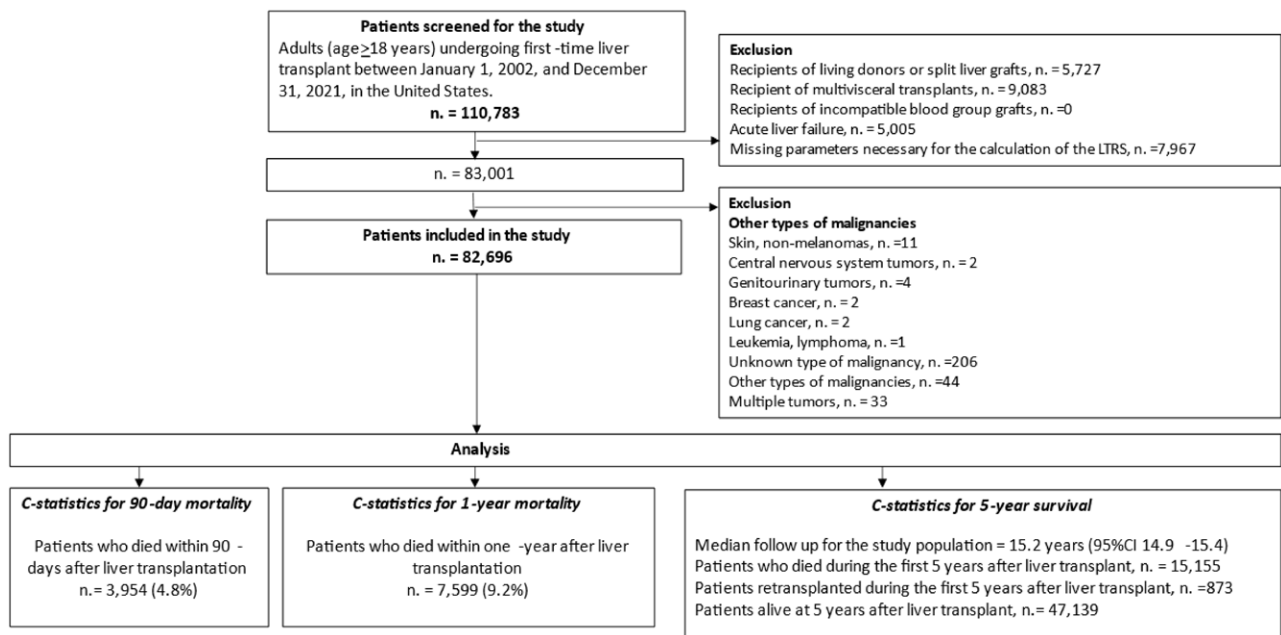 Patients screened for the study
Adults (age≥18 years) undergoing first -time liver
transplant between January 1, 2002, and December
31, 2021, in the United States.
n. = 110,783
Exclusion
Recipients of living donors or split liver grafts, n. = 5,727
Recipient of multivisceral transplants, n. = 9,083
Recipients of incompatible blood group grafts, n. =0
Acute liver failure, n. = 5,005
Missing parameters necessary for the calculation of the LTRS, n. =7,967
n. = 83,001
Exclusion
Other types of malignancies
Skin, non-melanomas, n. =11
Central nervous system tumors, n. = 2
Genitourinary tumors, n. =4
Breast cancer, n. = 2
Lung cancer, n. = 2
Leukemia, lymphoma, n. =1
Unknown type of malignancy, n. =206
Other types of malignancies, n. =44
Multiple tumors, n. = 33
Patients included in the study
n. = 82,696
Analysis
C-statistics for 90-day mortality
Patients who died within 90 -
days after liver transplantation
n.= 3,954 (4.8%)
C-statistics for 1-year mortality
Patients who died within one -year after liver
transplantation
n. = 7,599 (9.2%)
C-statistics for 5-year survival
Median follow up for the study population = 15.2 years (95%CI 14.9 -15.4)
Patients who died during the first 5 years after liver transplant, n. = 15,155
Patients retransplanted during the first 5 years after liver transplant, n. =873
Patients alive at 5 years after liver transplant, n.= 47,139